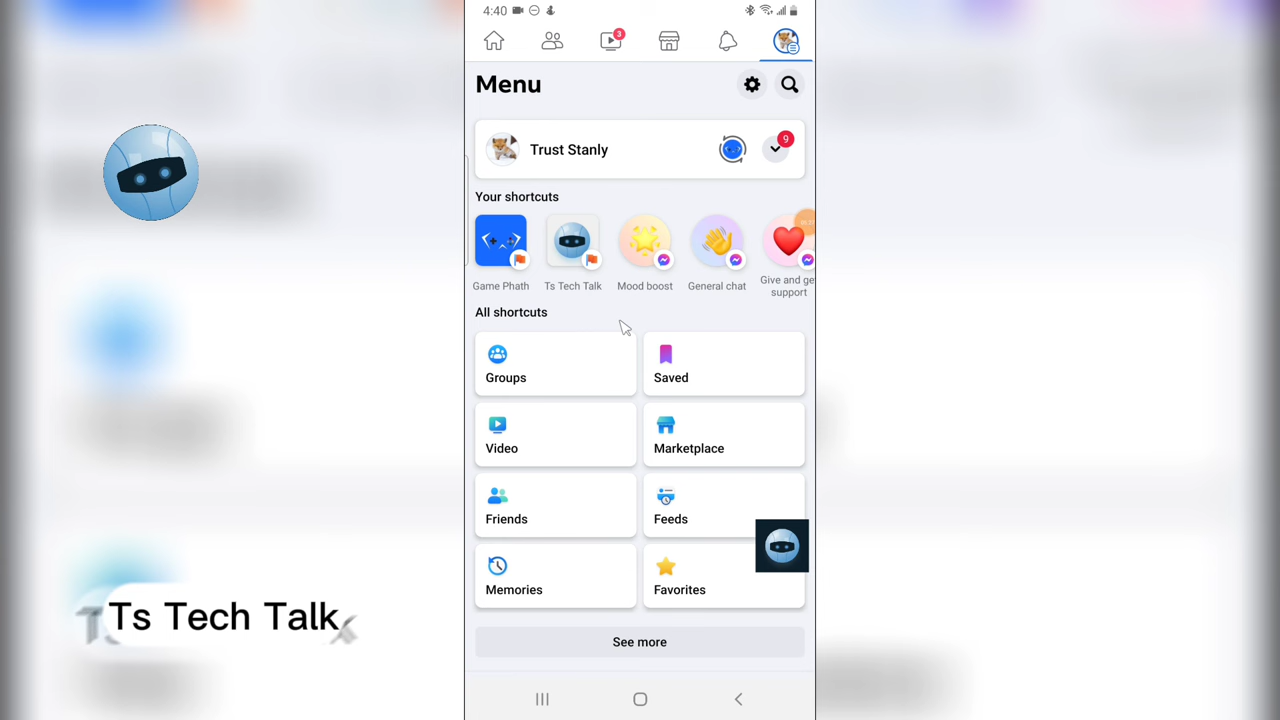 4:40
3
Menu
Trust Stanly
9
Your shortcuts
Game Phath
Ts Tech Talk
Mood boost
General chat
Give and ge
support
All shortcuts
Groups
Saved
Video
Marketplace
Friends
Feeds
Memories
Favorites
See more
Ts Tech Talk